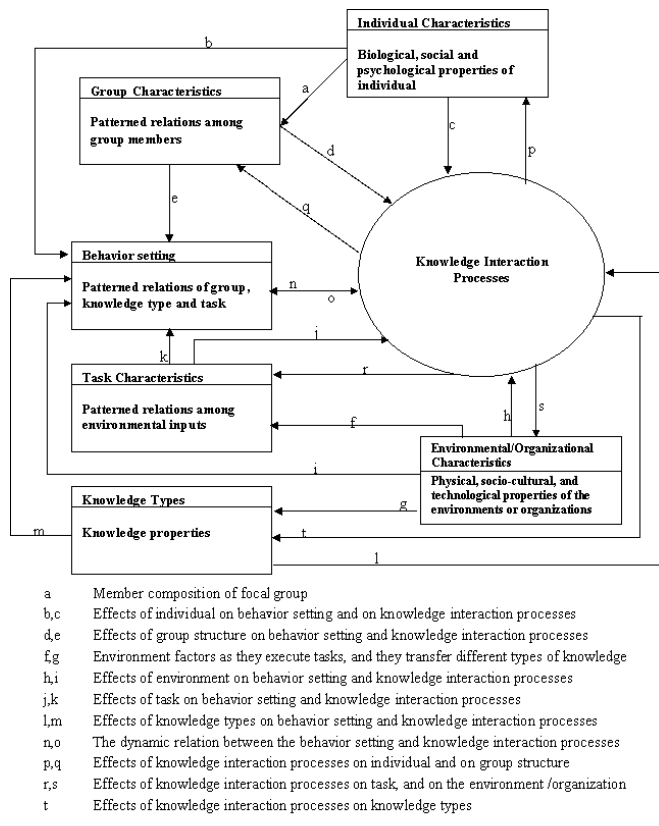 Individual Characteristics
Biological, social and
psychological properties of
individual
b
a
Group Characteristics
Patterned relations among
group members
c
p
d
q
e
Knowledge Interaction
Processes
Behavior setting
Patterned relations of group,
knowledge type and task
n
o
j
k
r
Task Characteristics
Patterned relations among
environmental inputs
f
h
s
Environmental/Organizational
Characteristics
Physical, socio-cultural, and
technological properties of the
environments or organizations
i
Knowledge Types
Knowledge properties
g
m
t
l
a Member composition of focal group
b,c Effects of individual on behavior setting and on knowledge interaction processes
d,e Effects of group structure on behavior setting and knowledge interaction processes
f,g Environment factors as they execute tasks, and they transfer different types of knowledge
h,i Effects of environment on behavior setting and knowledge interaction processes
j,k Effects of task on behavior setting and knowledge interaction processes
l,m Effects of knowledge types on behavior setting and knowledge interaction processes
n,o The dynamic relation between the behavior setting and knowledge interaction processes
p,q Effects of knowledge interaction processes on individual and on group structure
r,s Effects of knowledge interaction processes on task, and on the environment /organization
t Effects of knowledge interaction processes on knowledge types